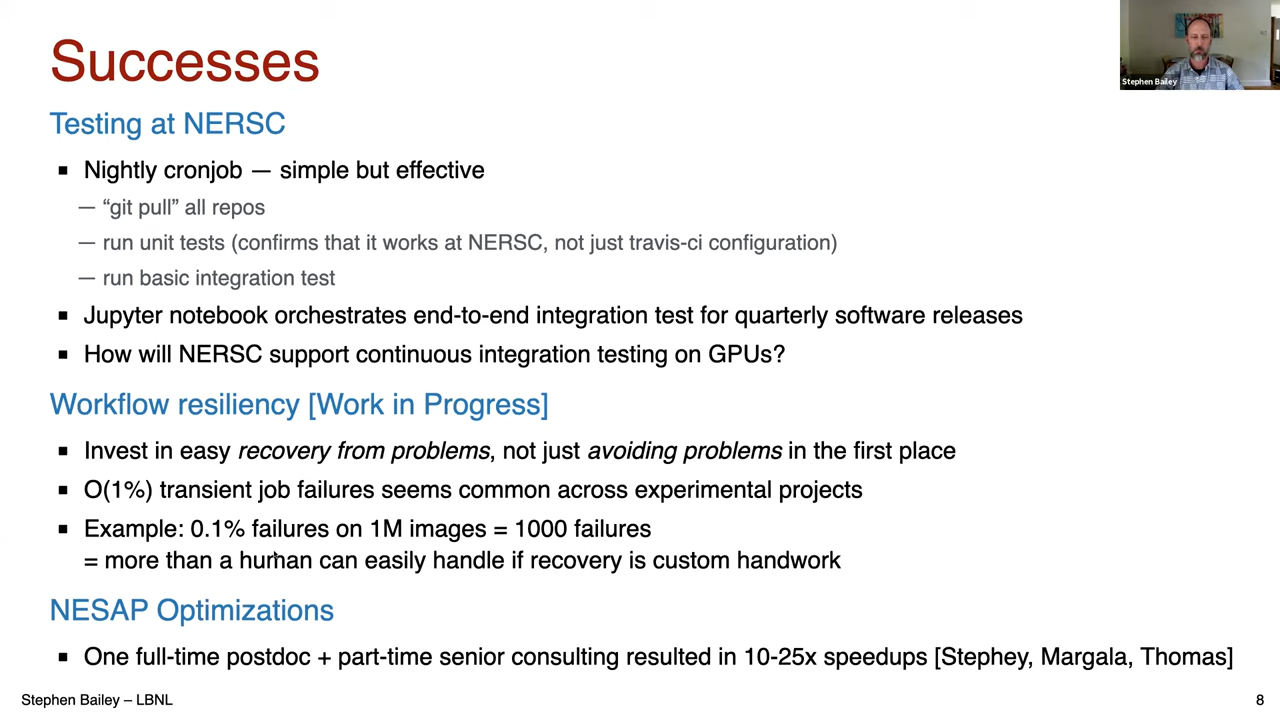 Successes
Stephen Bailey
Testing at NERSC
▪ Nightly cronjob — simple but effective
— “git pull” all repos
— run unit tests (confirms that it works at NERSC, not just travis-ci configuration)
— run basic integration test
▪ Jupyter notebook orchestrates end-to-end integration test for quarterly software releases
▪ How will NERSC support continuous integration testing on GPUs?
Workflow resiliency [Work in Progress]
▪ Invest in easy recovery from problems, not just avoiding problems in the first place
▪ O(1%) transient job failures seems common across experimental projects
▪ Example: 0.1% failures on 1M images = 1000 failures
= more than a human can easily handle if recovery is custom handwork
NESAP Optimizations
▪ One full-time postdoc + part-time senior consulting resulted in 10-25x speedups [Stephey, Margala, Thomas]
Stephen Bailey – LBNL
8